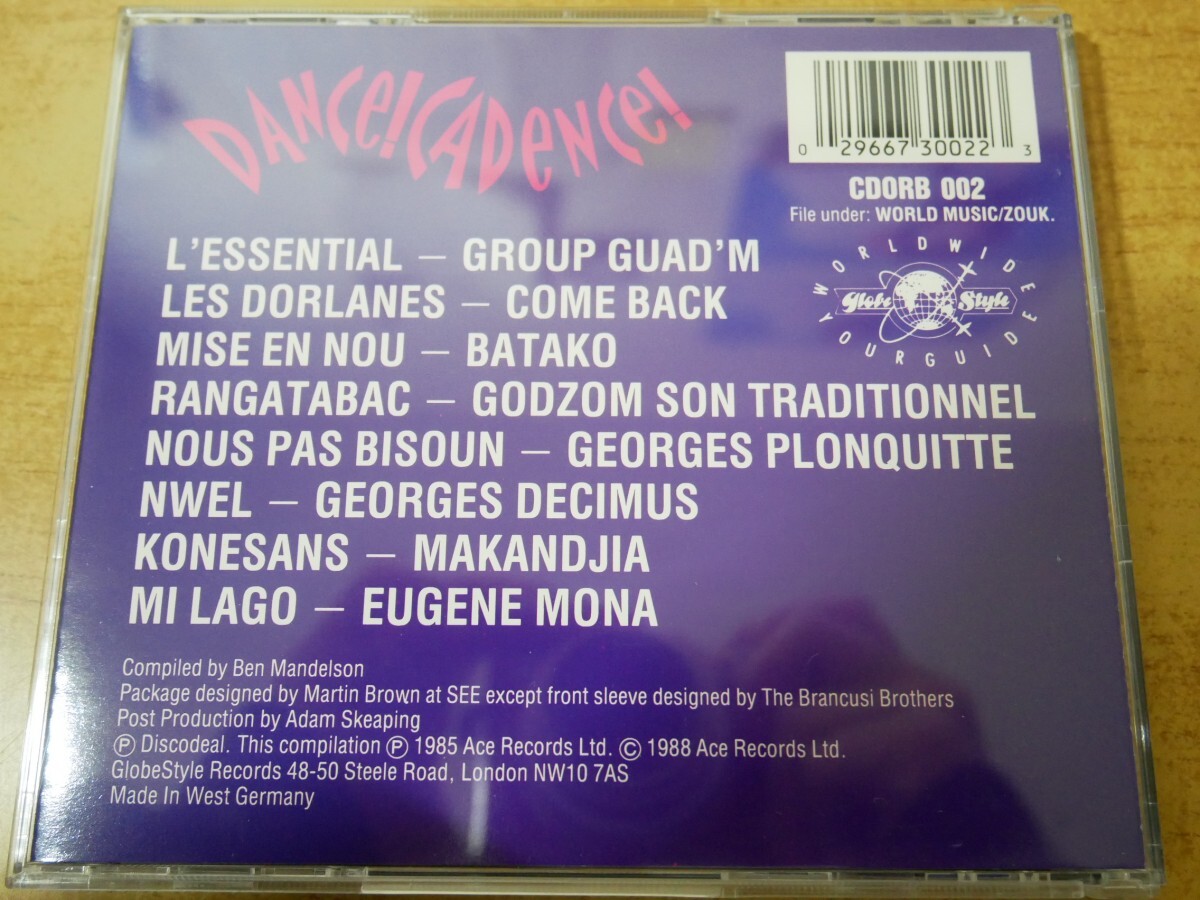 DANCE! CADENCE!
0 29667 30022 3
CDORB 002
File under: WORLD MUSIC/ZOUK.
WORLDWIDE
Globe Style
YOUR GUIDE
L'ESSENTIAL — GROUP GUAD'M
LES DORLANES — COME BACK
MISE EN NOU — BATAKO
RANGATABAC — GODZOM SON TRADITIONNEL
NOUS PAS BISOUN — GEORGES PLONQUITTE
NWEL — GEORGES DECIMUS
KONESANS — MAKANDJIA
MI LAGO — EUGENE MONA
Compiled by Ben Mandelson
Package designed by Martin Brown at SEE except front sleeve designed by The Brancusi Brothers
Post Production by Adam Skeaping
Ⓟ Discodeal. This compilation Ⓟ 1985 Ace Records Ltd. © 1988 Ace Records Ltd.
GlobeStyle Records 48-50 Steele Road, London NW10 7AS
Made In West Germany